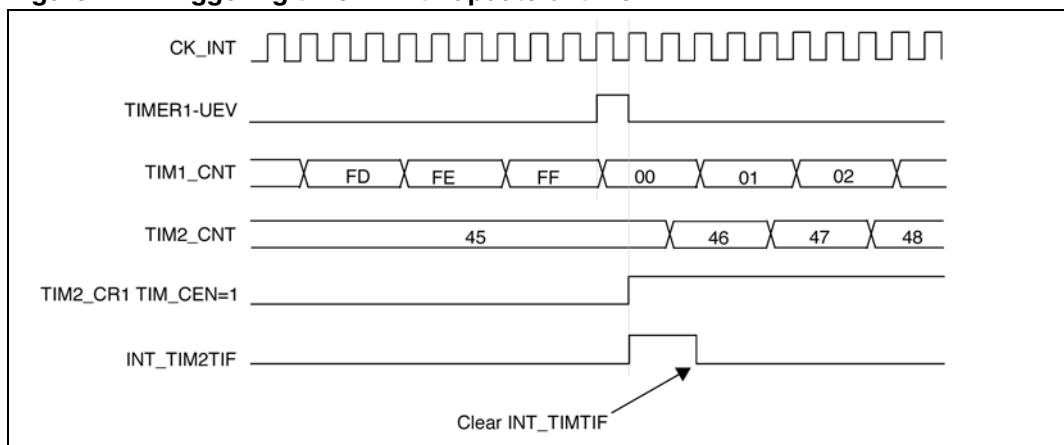 CK_INT
TIMER1-UEV
TIM1_CNT FD FE FF 00 01 02
TIM2_CNT 45 46 47 48
TIM2_CR1 TIM_CEN=1
INT_TIM2TIF
Clear INT_TIMTIF